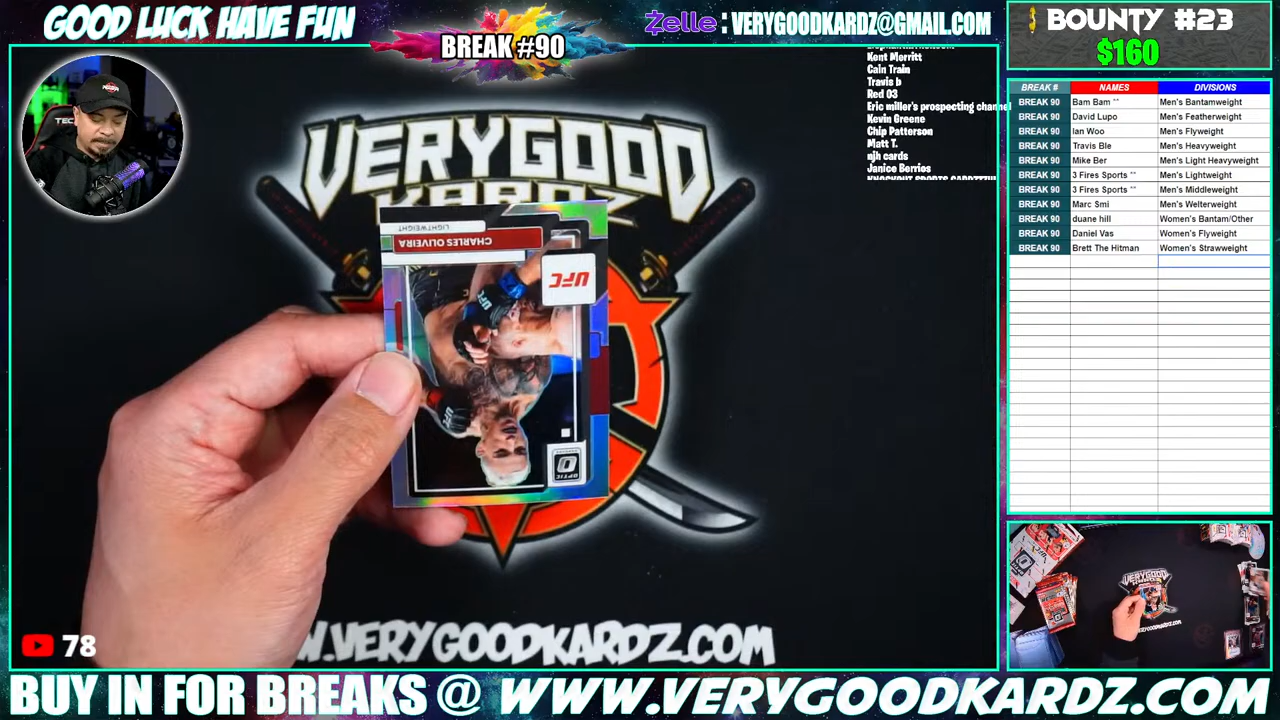 GOOD LUCK HAVE FUN
BREAK #90
Zelle : VERYGOODKARDZ@GMAIL.COM
BOUNTY #23
$160
Kent Merritt
Cain Train
Travis b
Red 03
Eric miller's prospecting channel
Kevin Greene
Chip Patterson
Matt T.
njh cards
Janice Berrios
BREAK # NAMES DIVISIONS
BREAK 90 Bam Bam ** Men's Bantamweight
BREAK 90 David Lupo Men's Featherweight
BREAK 90 Ian Woo Men's Flyweight
BREAK 90 Travis Ble Men's Heavyweight
BREAK 90 Mike Ber Men's Light Heavyweight
BREAK 90 3 Fires Sports ** Men's Lightweight
BREAK 90 3 Fires Sports ** Men's Middleweight
BREAK 90 Marc Smi Men's Welterweight
BREAK 90 duane hill Women's Bantam/Other
BREAK 90 Daniel Vas Women's Flyweight
BREAK 90 Brett The Hitman Women's Strawweight
VERYGOOD
KARDZ
LIGHTWEIGHT
CHARLES OLIVEIRA
UFC
OPTIC
W.VERYGOODKARDZ.COM
78
BUY IN FOR BREAKS @ WWW.VERYGOODKARDZ.COM